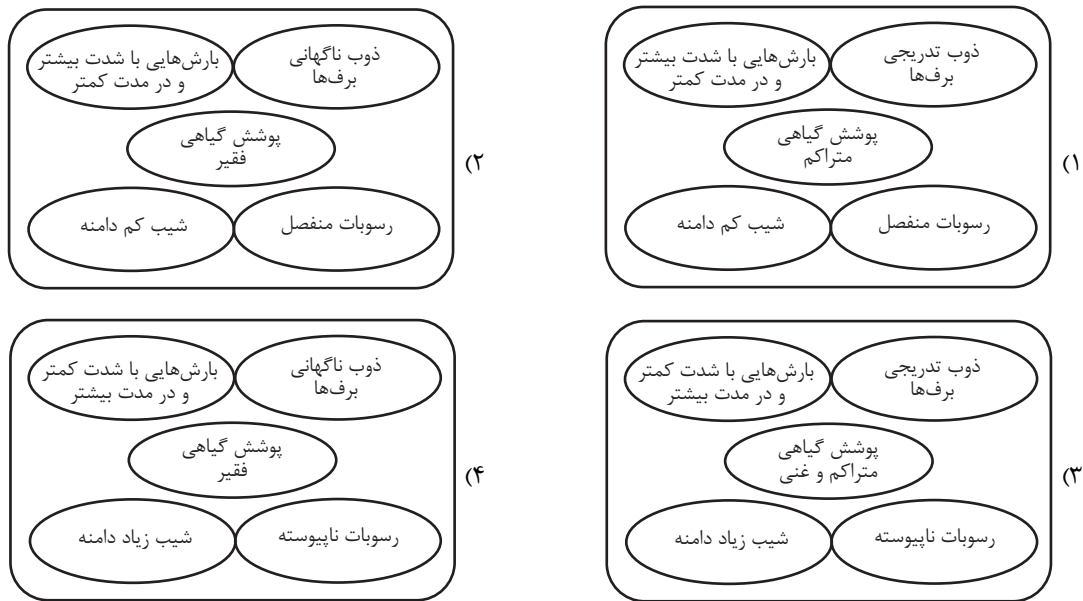 ۱)
ذوب تدریجی
برف‌ها
بارش‌هایی با شدت بیشتر
و در مدت کمتر
پوشش گیاهی
متراکم
رسوبات منفصل
شیب کم دامنه
۲)
ذوب ناگهانی
برف‌ها
بارش‌هایی با شدت بیشتر
و در مدت کمتر
پوشش گیاهی
فقیر
رسوبات منفصل
شیب کم دامنه
۳)
ذوب تدریجی
برف‌ها
بارش‌هایی با شدت کمتر
و در مدت بیشتر
پوشش گیاهی
متراکم و غنی
رسوبات ناپیوسته
شیب زیاد دامنه
۴)
ذوب ناگهانی
برف‌ها
بارش‌هایی با شدت کمتر
و در مدت بیشتر
پوشش گیاهی
فقیر
رسوبات ناپیوسته
شیب زیاد دامنه